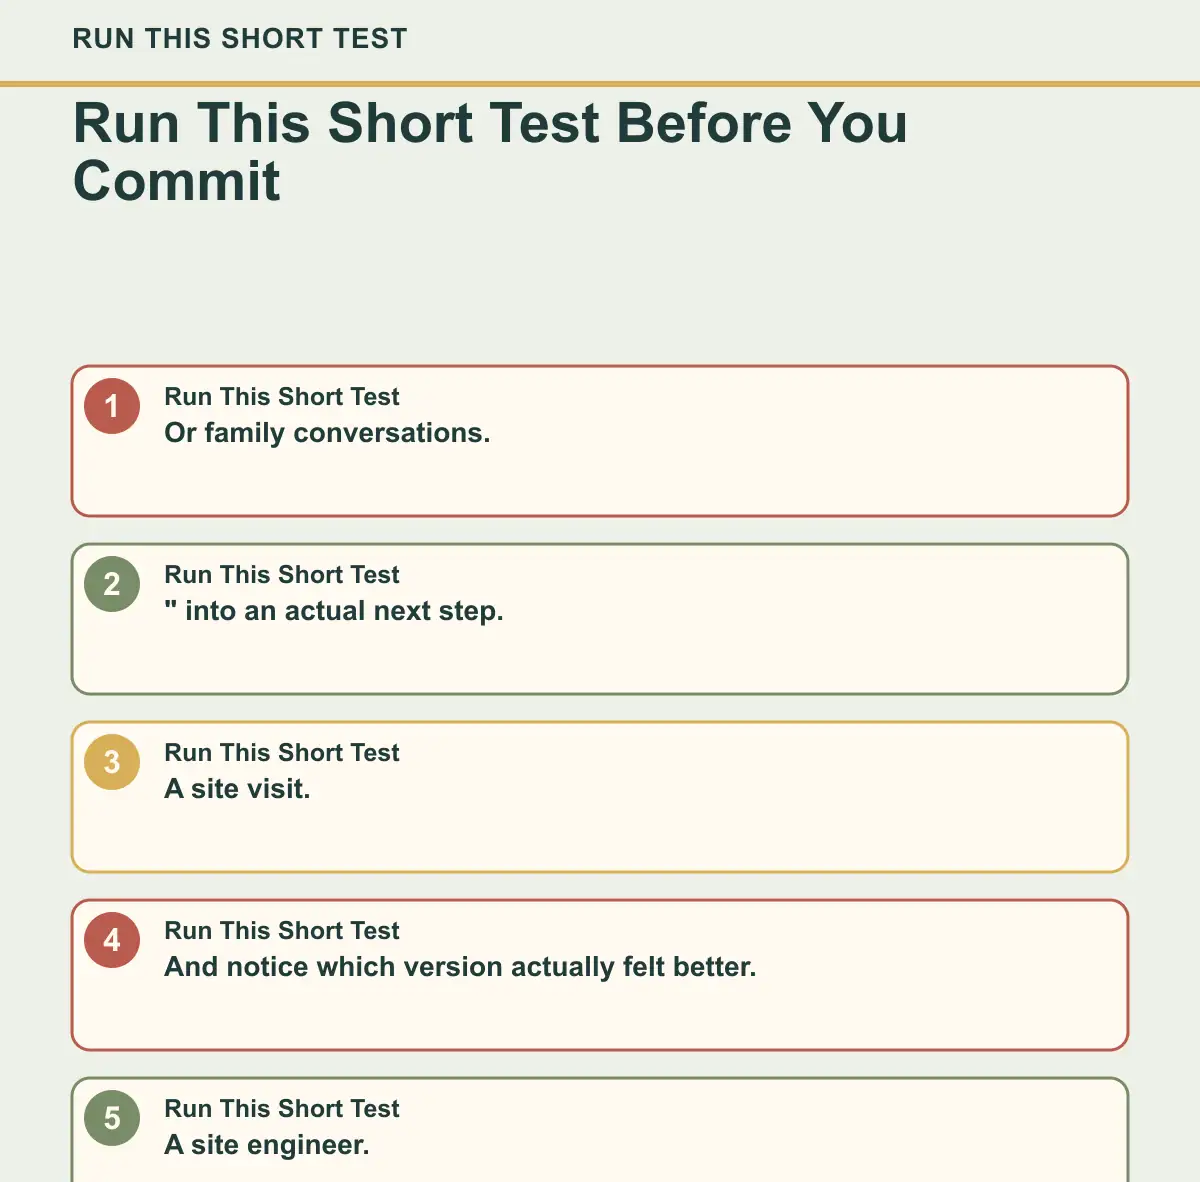 RUN THIS SHORT TEST
Run This Short Test Before You
Commit
1
Run This Short Test
Or family conversations.
2
Run This Short Test
" into an actual next step.
3
Run This Short Test
A site visit.
4
Run This Short Test
And notice which version actually felt better.
5
Run This Short Test
A site engineer.